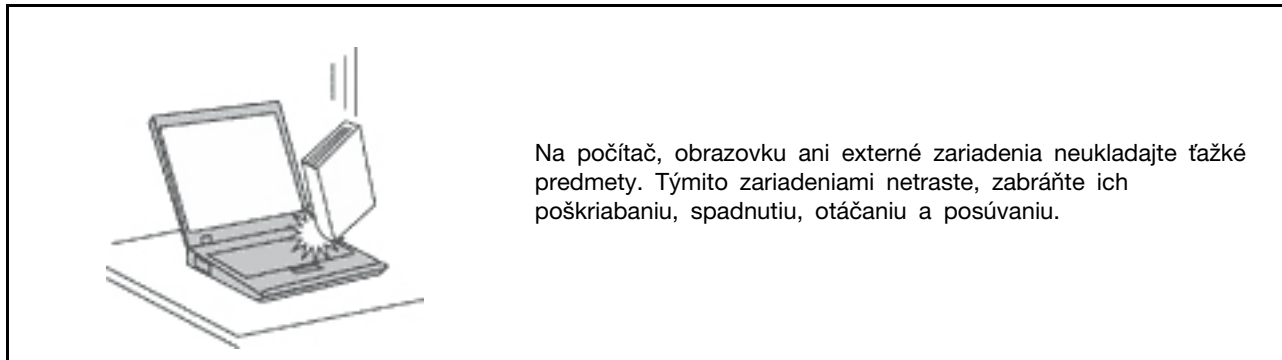 Na počítač, obrazovku ani externé zariadenia neukladajte ťažké
predmety. Týmito zariadeniami netraste, zabráňte ich
poškriabaniu, spadnutiu, otáčaniu a posúvaniu.